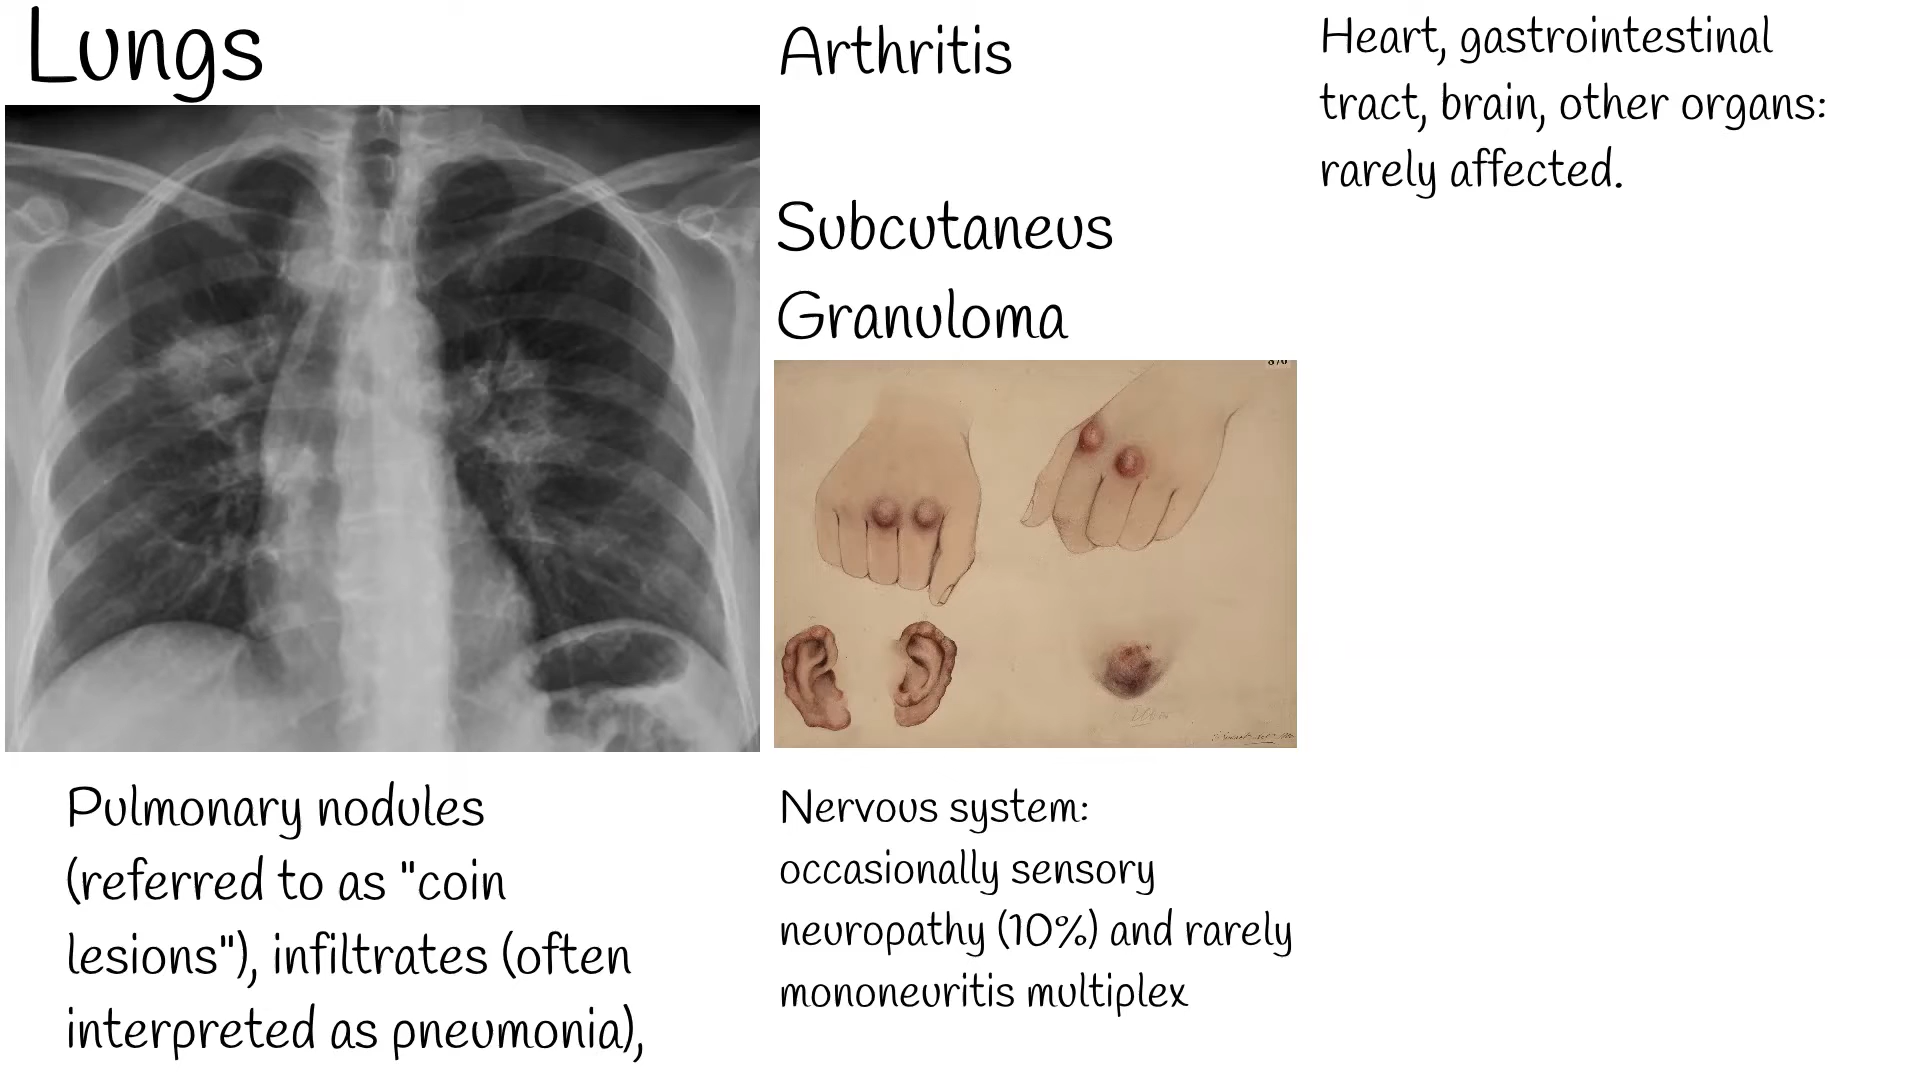 Lungs
Pulmonary nodules
(referred to as "coin
lesions"), infiltrates (often
interpreted as pneumonia),
Arthritis
Subcutaneus
Granuloma
Nervous system:
occasionally sensory
neuropathy (10%) and rarely
mononeuritis multiplex
Heart, gastrointestinal
tract, brain, other organs:
rarely affected.